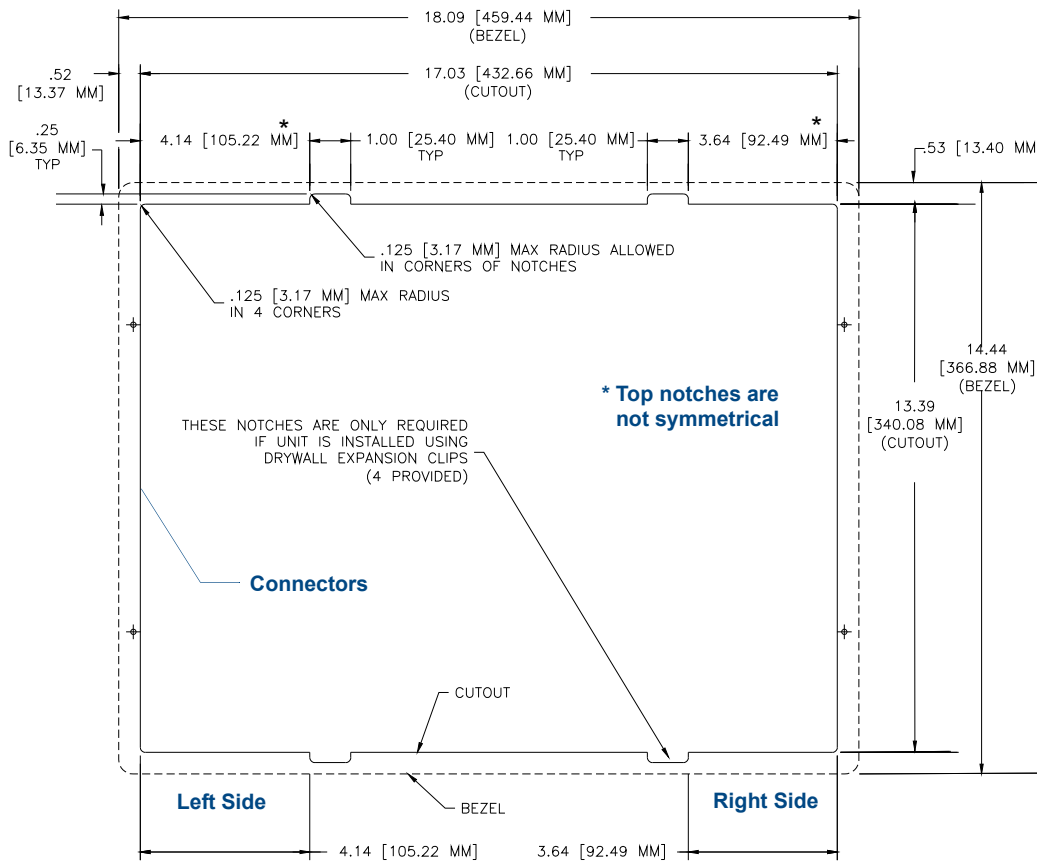 18.09 [459.44 MM]
(BEZEL)
.52
[13.37 MM]
17.03 [432.66 MM]
(CUTOUT)
.25
[6.35 MM]
TYP
4.14 [105.22 MM]
*
1.00 [25.40 MM]
TYP
1.00 [25.40 MM]
TYP
3.64 [92.49 MM]
*
.53 [13.40 MM
.125 [3.17 MM] MAX RADIUS ALLOWED
IN CORNERS OF NOTCHES
.125 [3.17 MM] MAX RADIUS
IN 4 CORNERS
14.44
[366.88 MM]
(BEZEL)
* Top notches are
not symmetrical
13.39
[340.08 MM]
(CUTOUT)
THESE NOTCHES ARE ONLY REQUIRED
IF UNIT IS INSTALLED USING
DRYWALL EXPANSION CLIPS
(4 PROVIDED)
Connectors
CUTOUT
BEZEL
Left Side
Right Side
4.14 [105.22 MM]
3.64 [92.49 MM]